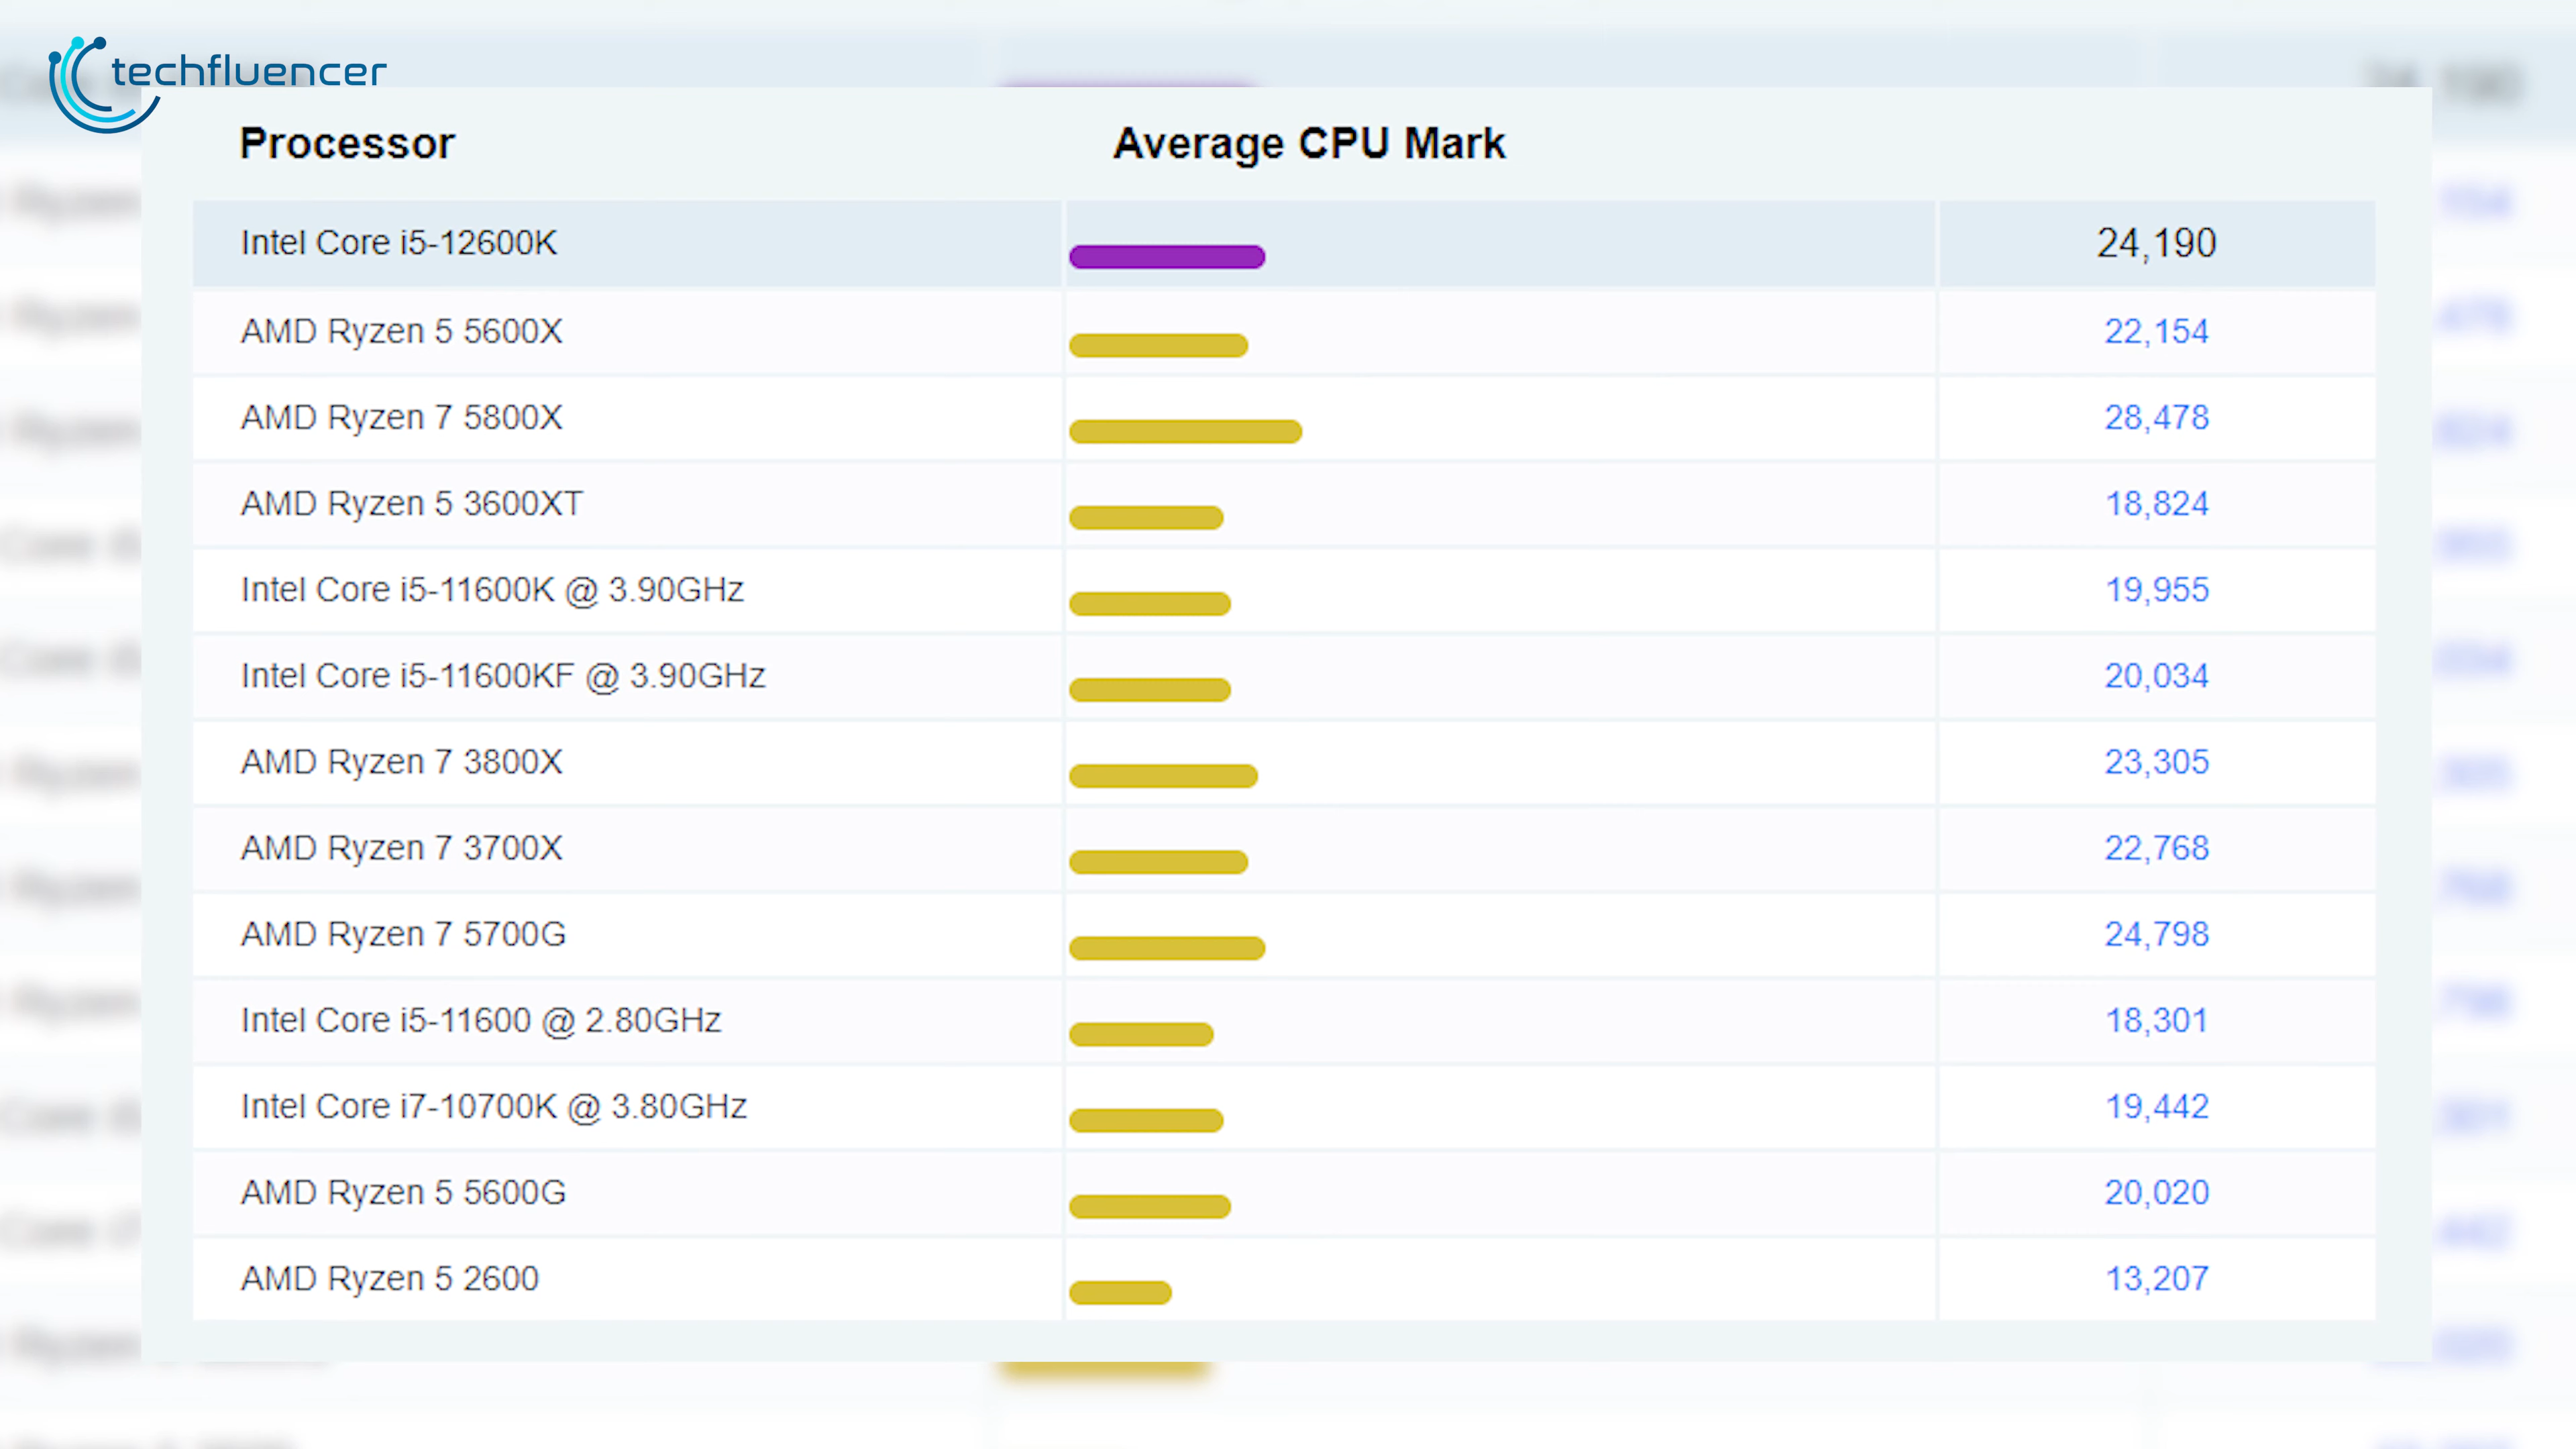 techfluencer
Processor Average CPU Mark
Intel Core i5-12600K 24,190
AMD Ryzen 5 5600X 22,154
AMD Ryzen 7 5800X 28,478
AMD Ryzen 5 3600XT 18,824
Intel Core i5-11600K @ 3.90GHz 19,955
Intel Core i5-11600KF @ 3.90GHz 20,034
AMD Ryzen 7 3800X 23,305
AMD Ryzen 7 3700X 22,768
AMD Ryzen 7 5700G 24,798
Intel Core i5-11600 @ 2.80GHz 18,301
Intel Core i7-10700K @ 3.80GHz 19,442
AMD Ryzen 5 5600G 20,020
AMD Ryzen 5 2600 13,207